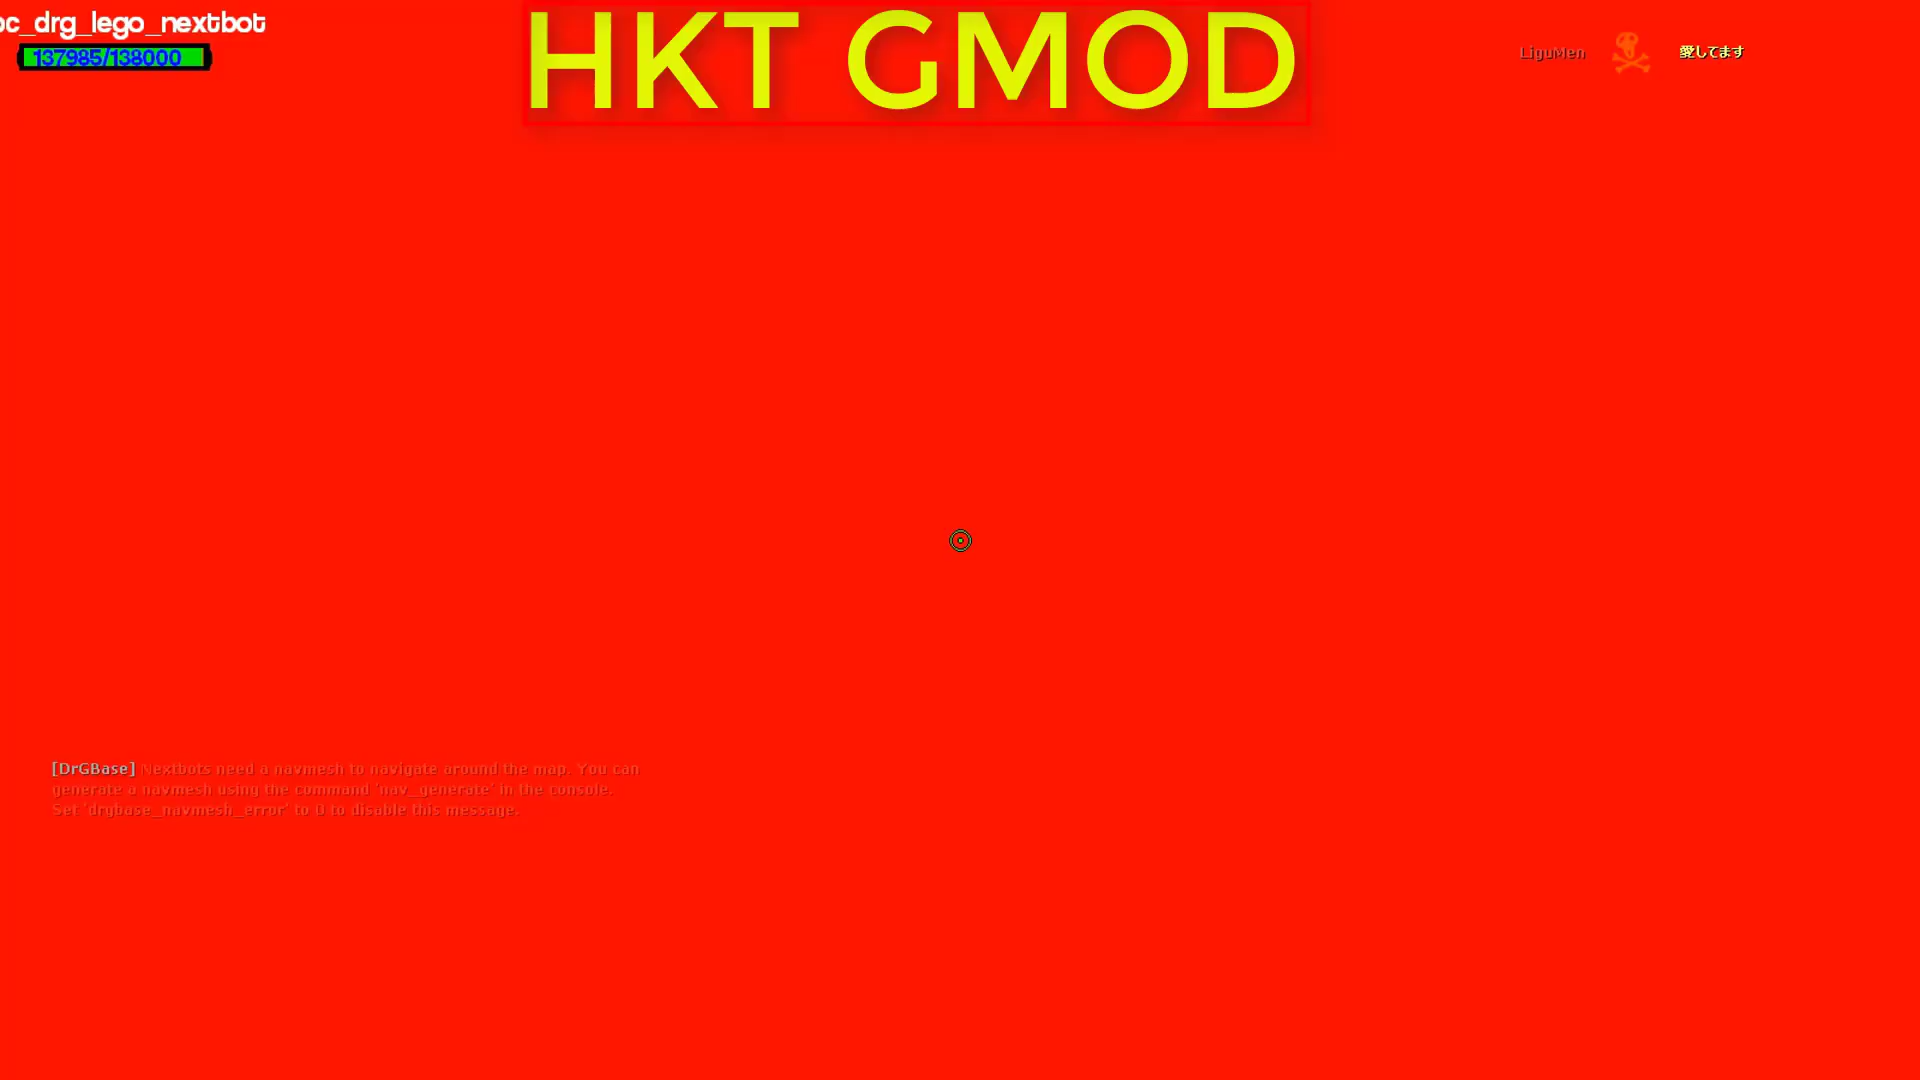 pc_drg_lego_nextbot
137985/138000
HKT GMOD
LiguMen 愛してます
[DrGBase] Nextbots need a navmesh to navigate around the map. You can
generate a navmesh using the command 'nav_generate' in the console.
Set 'drgbase_navmesh_error' to 0 to disable this message.